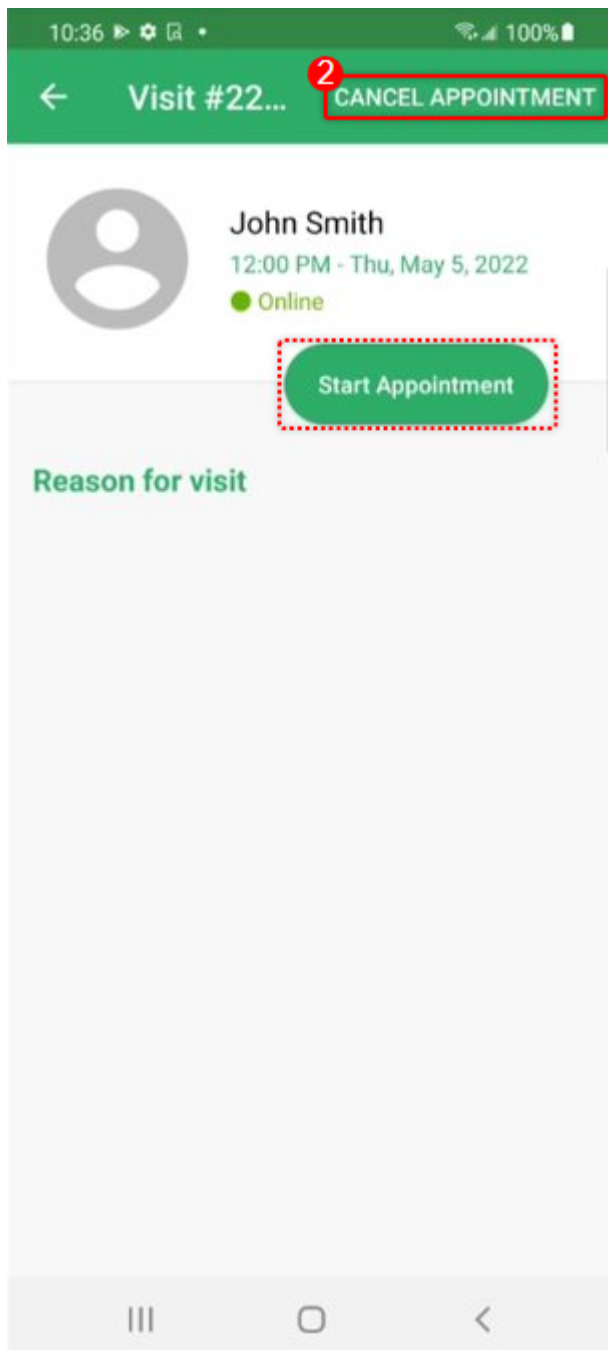 10:36 100%
Visit #22... 2 CANCEL APPOINTMENT
John Smith
12:00 PM - Thu, May 5, 2022
Online
Start Appointment
Reason for visit